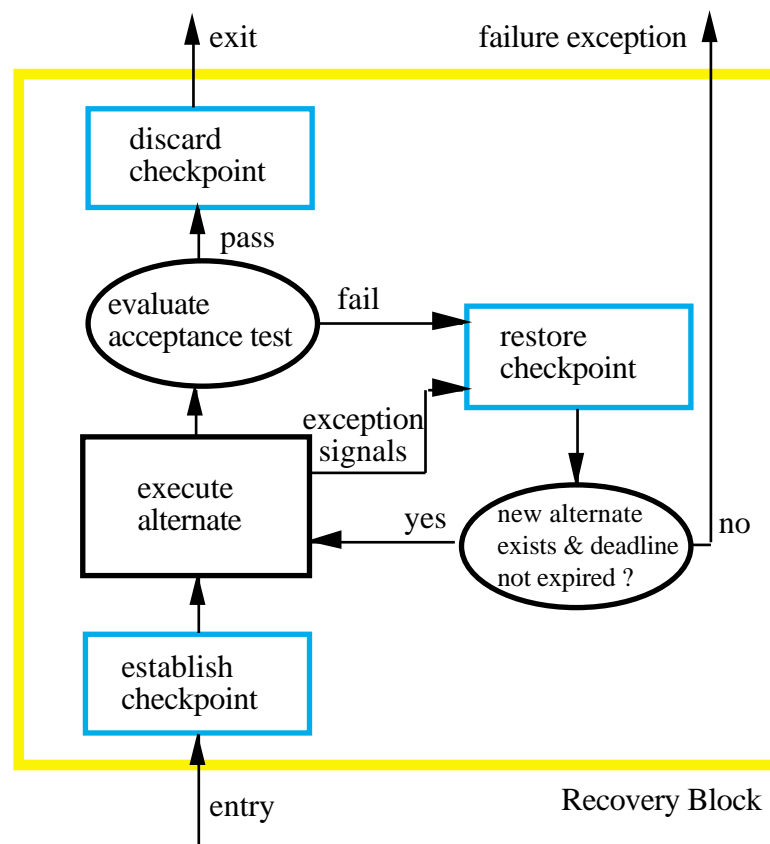 exit
failure exception
discard
checkpoint
pass
evaluate
acceptance test
fail
restore
checkpoint
exception
signals
execute
alternate
yes
new alternate
exists & deadline
not expired ?
no
establish
checkpoint
entry
Recovery Block